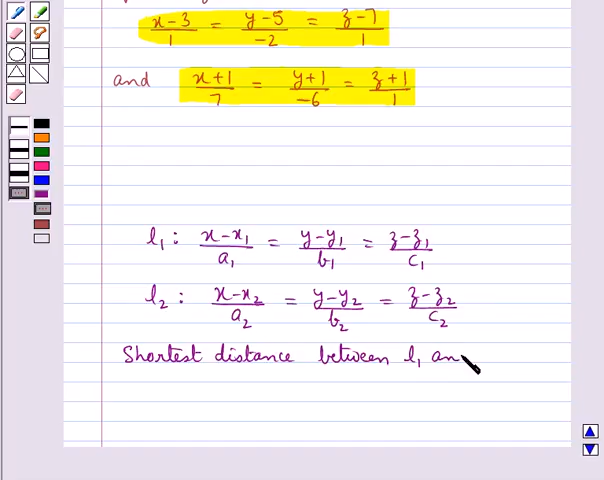 x-3/1 = y-5/-2 = z-7/1
and x+1/7 = y+1/-6 = z+1/1
l₁ : x-x₁/a₁ = y-y₁/b₁ = z-z₁/c₁
l₂ : x-x₂/a₂ = y-y₂/b₂ = z-z₂/c₂
Shortest distance between l₁ an